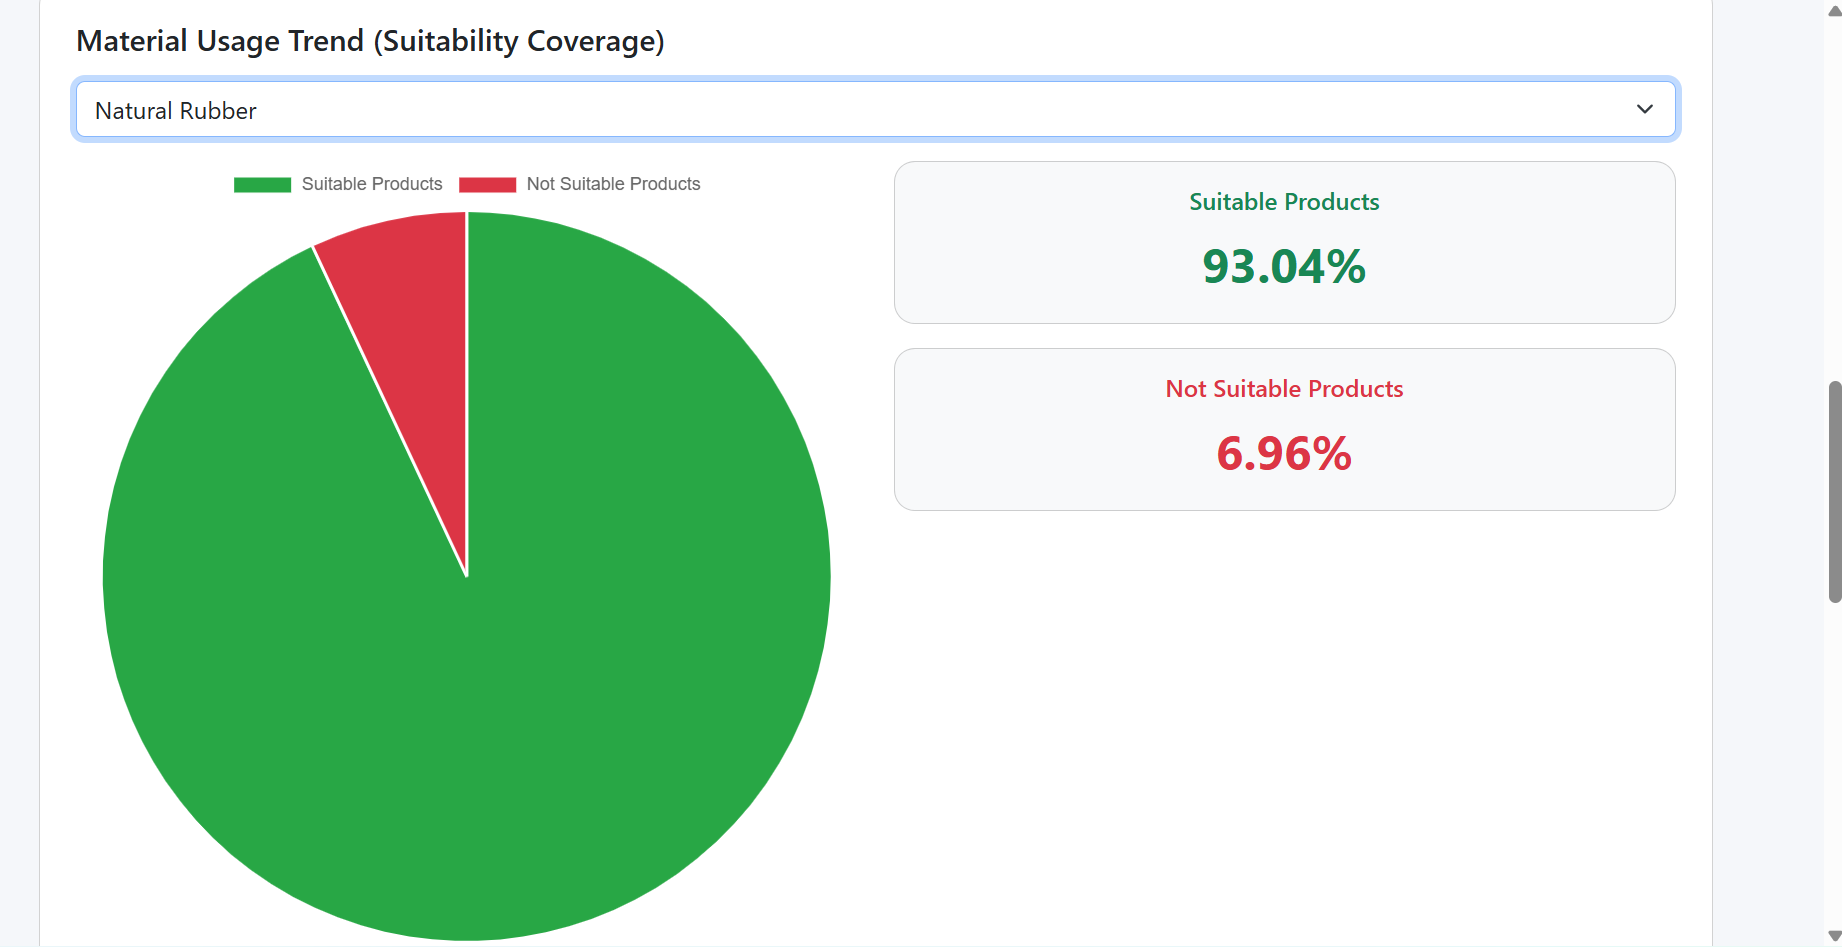 Material Usage Trend (Suitability Coverage)
Natural Rubber
Suitable Products
Not Suitable Products
Suitable Products
93.04%
Not Suitable Products
6.96%